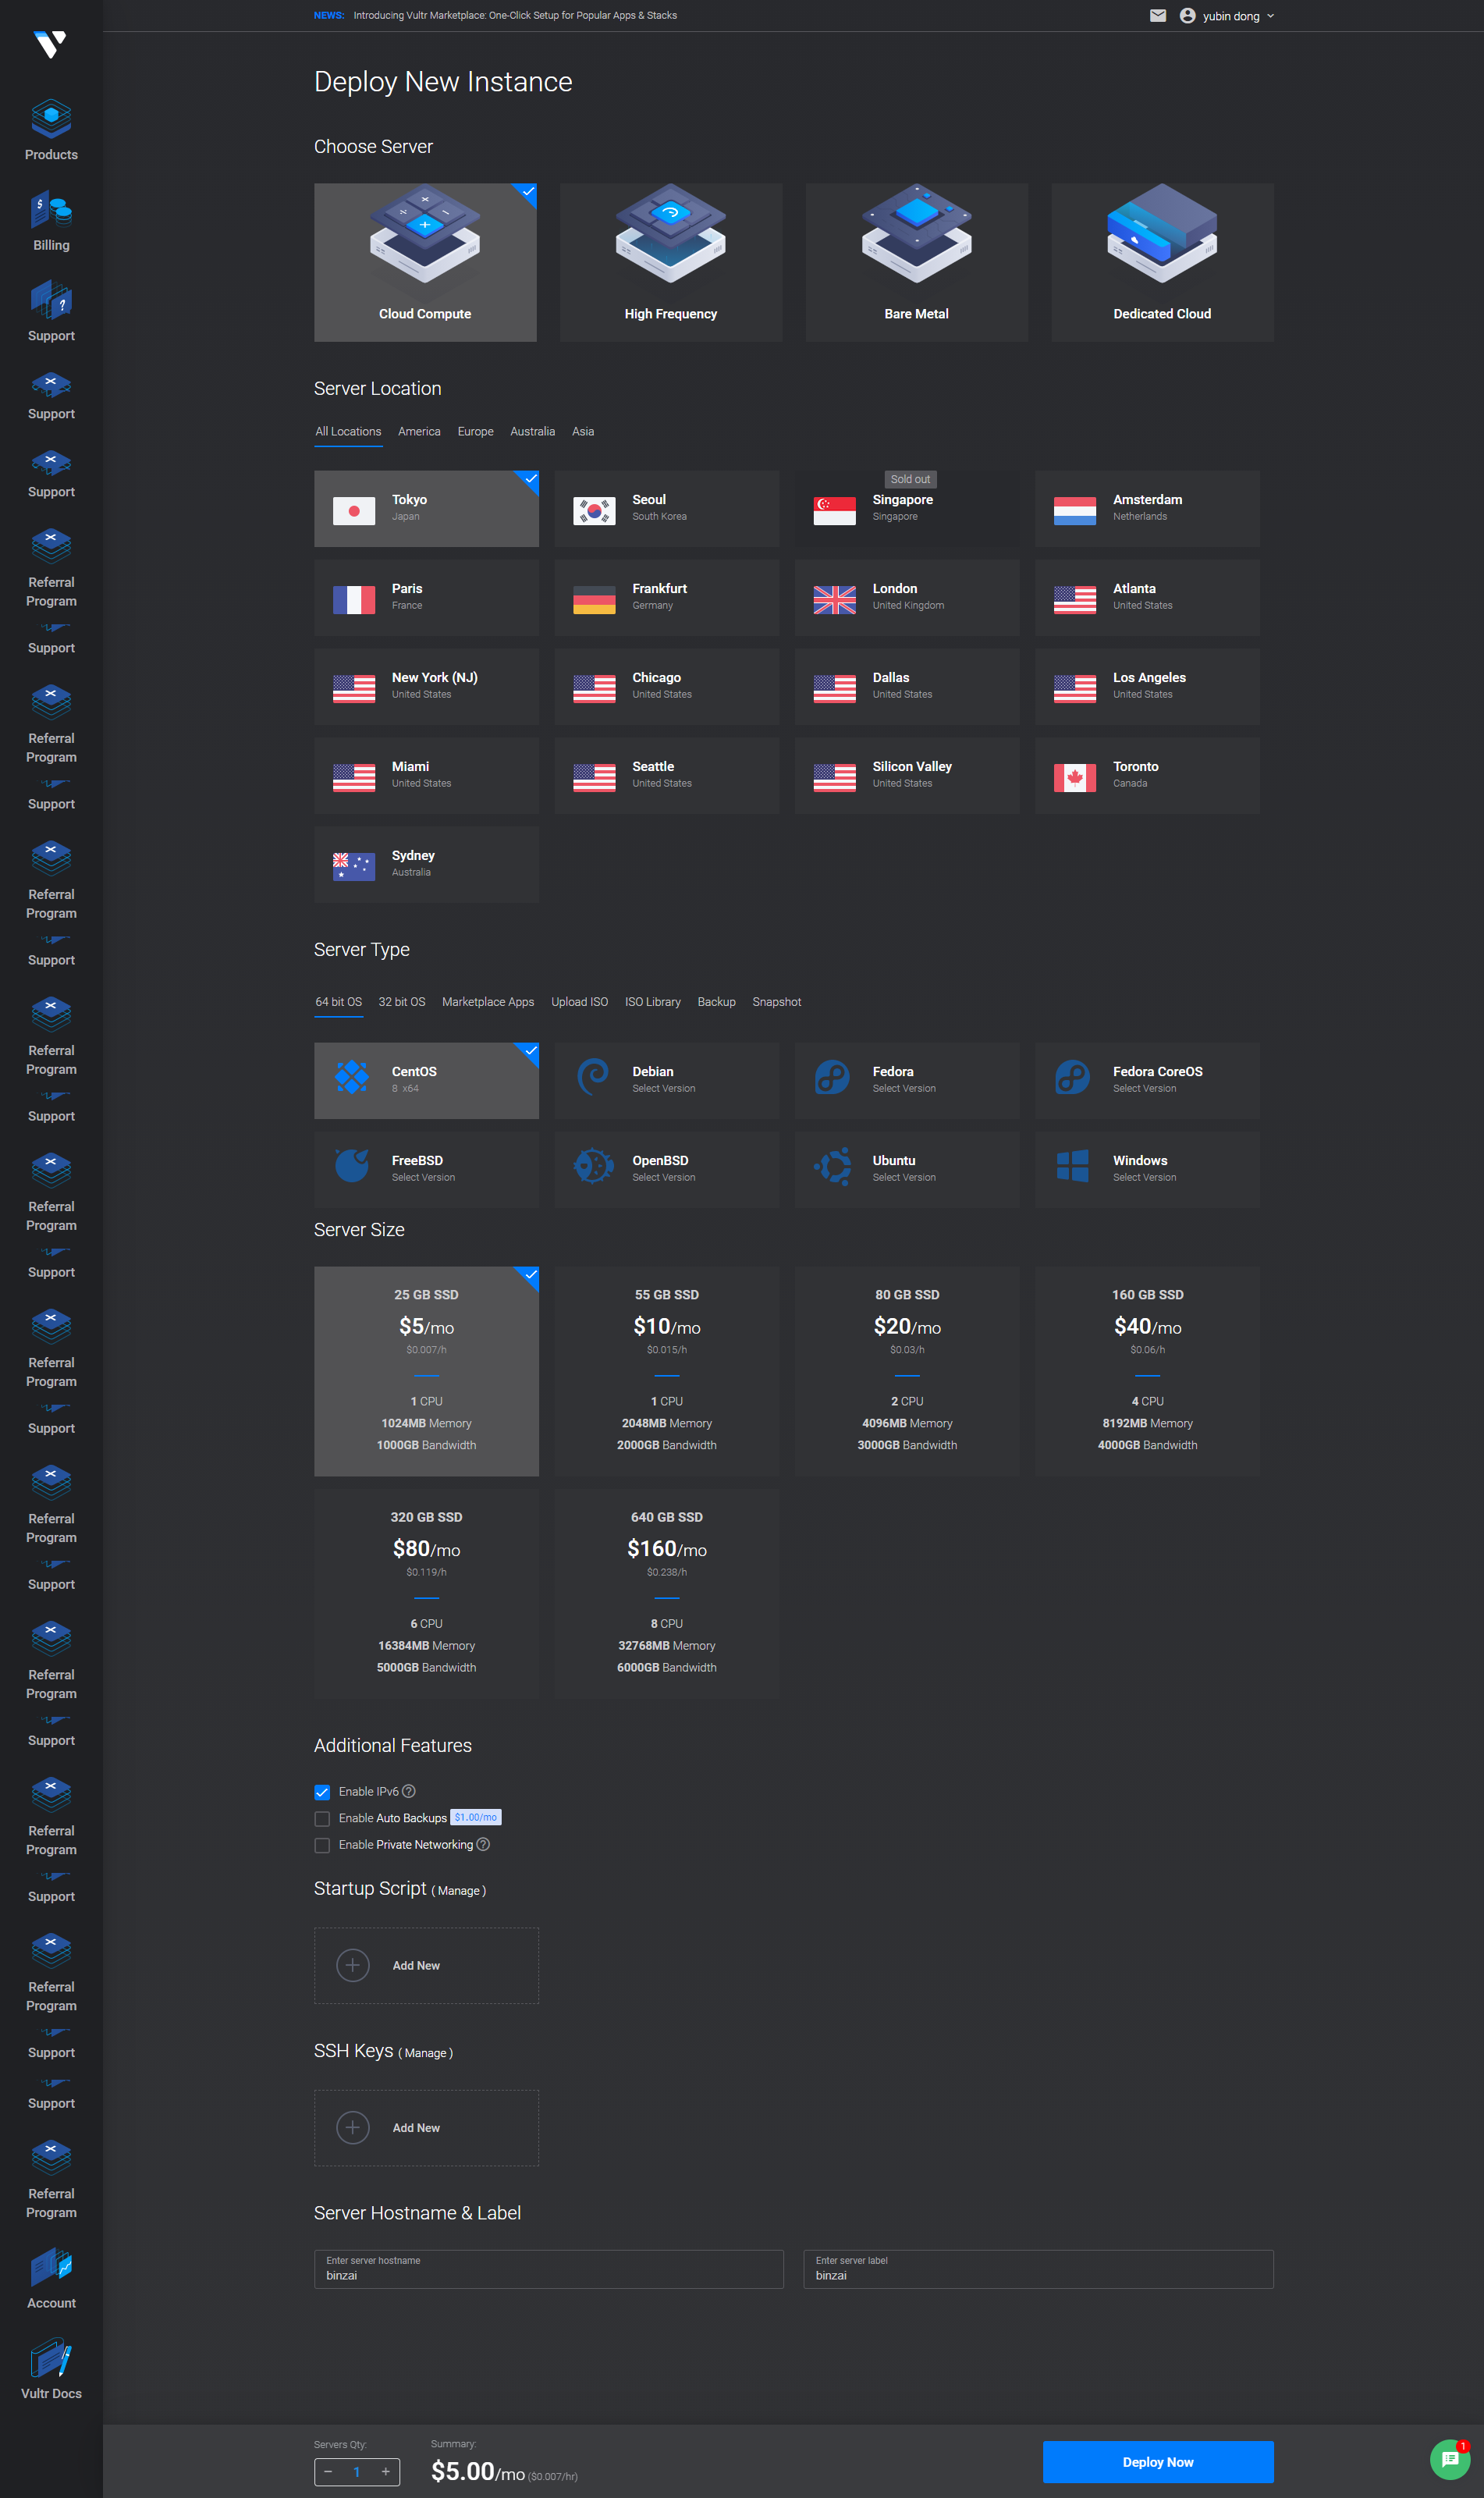 NEWS: Introducing Vultr Marketplace: One-Click Setup for Popular Apps & Stacks
yubin dong
Products
Billing
Support
Support
Support
Referral
Program
Support
Referral
Program
Support
Referral
Program
Support
Referral
Program
Support
Referral
Program
Support
Referral
Program
Support
Referral
Program
Support
Referral
Program
Support
Referral
Program
Support
Referral
Program
Support
Support
Referral
Program
Account
Vultr Docs
Deploy New Instance
Choose Server
Cloud Compute
High Frequency
Bare Metal
Dedicated Cloud
Server Location
All Locations America Europe Australia Asia
Tokyo
Japan
Seoul
South Korea
Sold out
Singapore
Singapore
Amsterdam
Netherlands
Paris
France
Frankfurt
Germany
London
United Kingdom
Atlanta
United States
New York (NJ)
United States
Chicago
United States
Dallas
United States
Los Angeles
United States
Miami
United States
Seattle
United States
Silicon Valley
United States
Toronto
Canada
Sydney
Australia
Server Type
64 bit OS 32 bit OS Marketplace Apps Upload ISO ISO Library Backup Snapshot
CentOS
8 x64
Debian
Select Version
Fedora
Select Version
Fedora CoreOS
Select Version
FreeBSD
Select Version
OpenBSD
Select Version
Ubuntu
Select Version
Windows
Select Version
Server Size
25 GB SSD
$5/mo
$0.007/h
1 CPU
1024MB Memory
1000GB Bandwidth
55 GB SSD
$10/mo
$0.015/h
1 CPU
2048MB Memory
2000GB Bandwidth
80 GB SSD
$20/mo
$0.03/h
2 CPU
4096MB Memory
3000GB Bandwidth
160 GB SSD
$40/mo
$0.06/h
4 CPU
8192MB Memory
4000GB Bandwidth
320 GB SSD
$80/mo
$0.119/h
6 CPU
16384MB Memory
5000GB Bandwidth
640 GB SSD
$160/mo
$0.238/h
8 CPU
32768MB Memory
6000GB Bandwidth
Additional Features
Enable IPv6 ?
Enable Auto Backups $1.00/mo
Enable Private Networking ?
Startup Script ( Manage )
Add New
SSH Keys ( Manage )
Add New
Server Hostname & Label
Enter server hostname
binzai
Enter server label
binzai
Servers Qty:
− 1 +
Summary:
$5.00/mo ($0.007/hr)
Deploy Now
1